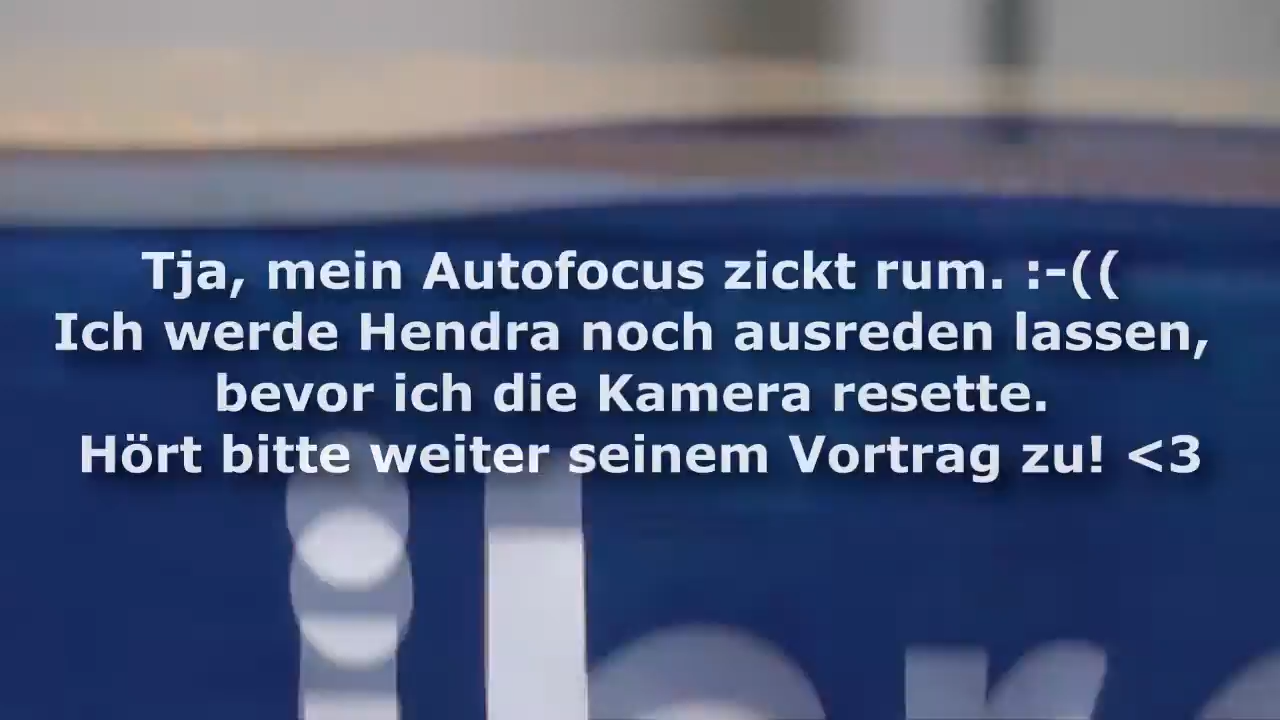 Tja, mein Autofocus zickt rum. :-((
Ich werde Hendra noch ausreden lassen,
bevor ich die Kamera resette.
Hört bitte weiter seinem Vortrag zu! <3